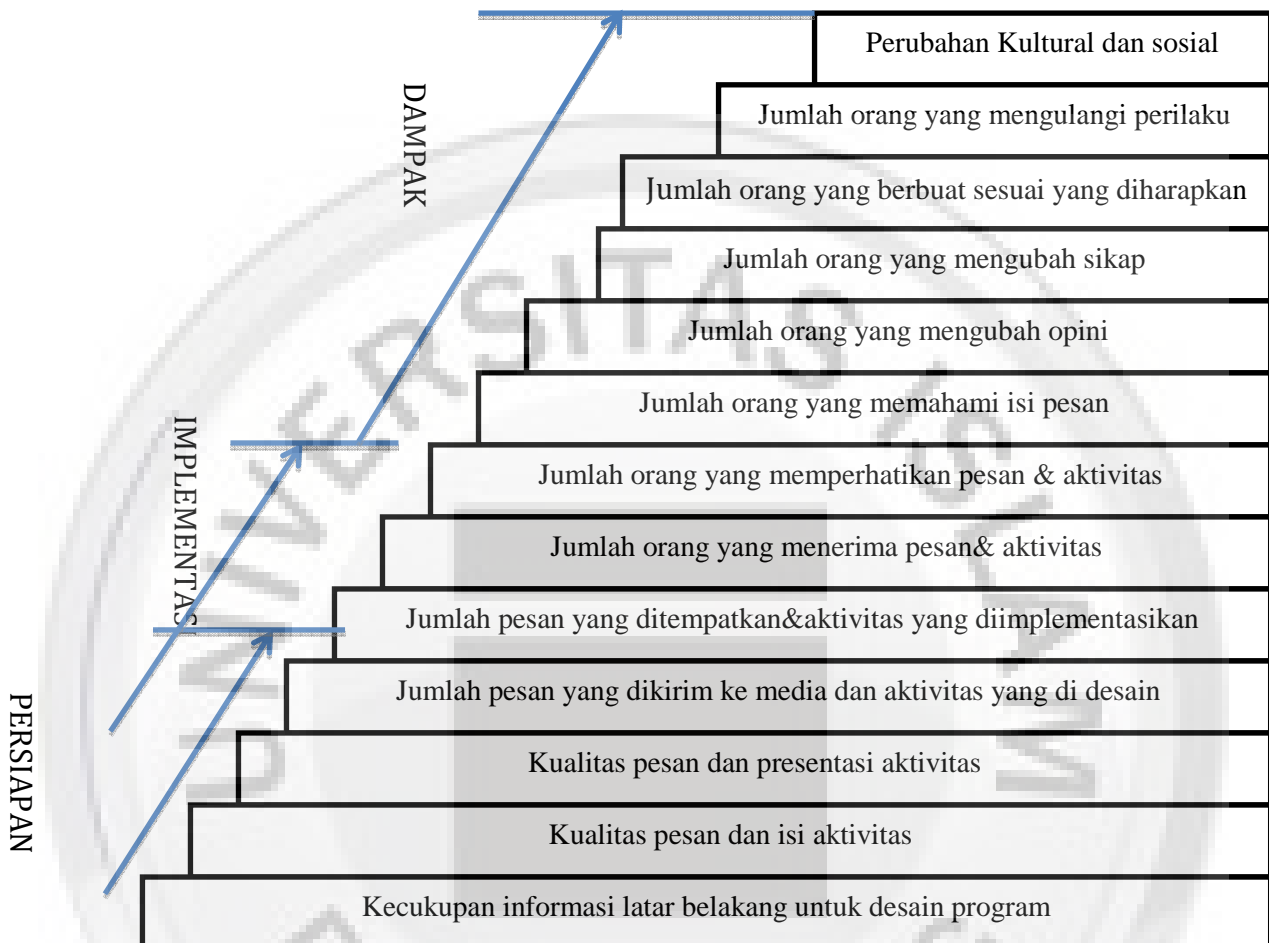 Perubahan Kultural dan sosial
DAMPAK
Jumlah orang yang mengulangi perilaku
Jumlah orang yang berbuat sesuai yang diharapkan
Jumlah orang yang mengubah sikap
Jumlah orang yang mengubah opini
Jumlah orang yang memahami isi pesan
IMPLEMENTASI
Jumlah orang yang memperhatikan pesan & aktivitas
Jumlah orang yang menerima pesan& aktivitas
Jumlah pesan yang ditempatkan&aktivitas yang diimplementasikan
Jumlah pesan yang dikirim ke media dan aktivitas yang di desain
PERSIAPAN
Kualitas pesan dan presentasi aktivitas
Kualitas pesan dan isi aktivitas
Kecukupan informasi latar belakang untuk desain program
UNIVERSITAS ISLAM